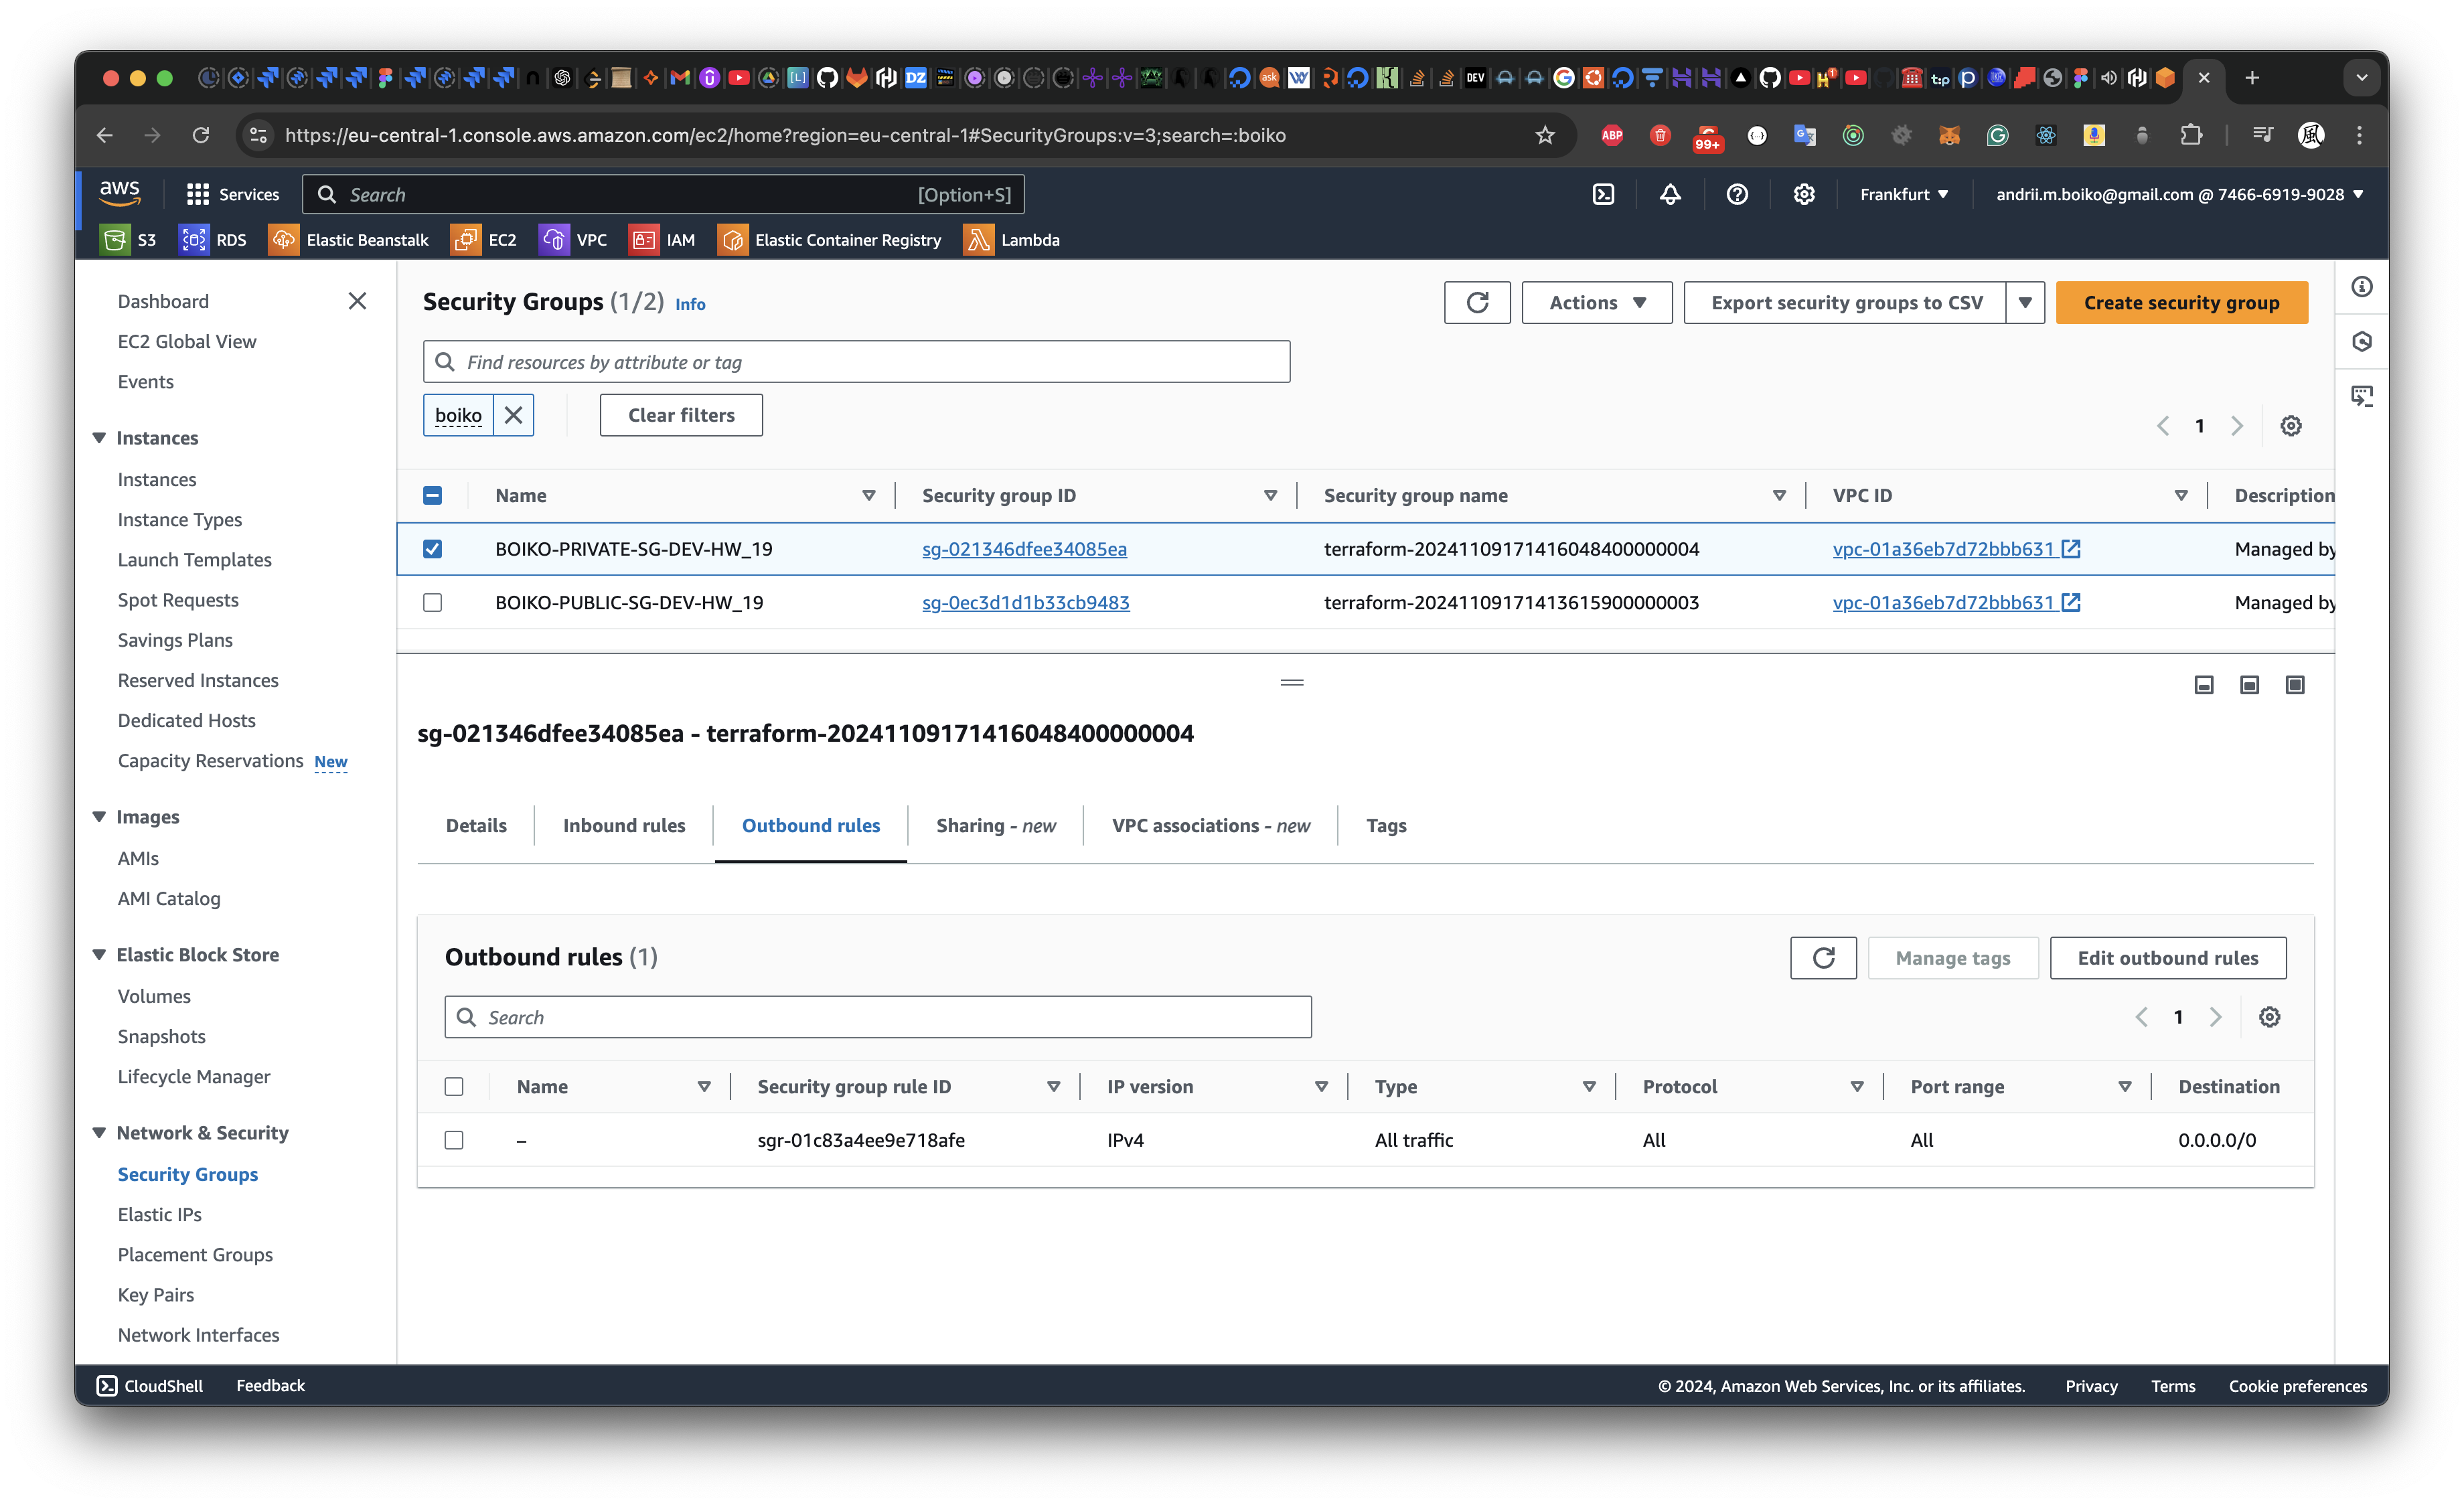 https://eu-central-1.console.aws.amazon.com/ec2/home?region=eu-central-1#SecurityGroups:v=3;search=:boiko
ABP
99+
aws
Services
Search
[Option+S]
Frankfurt
andrii.m.boiko@gmail.com @ 7466-6919-9028
S3
RDS
Elastic Beanstalk
EC2
VPC
IAM
Elastic Container Registry
Lambda
Dashboard
EC2 Global View
Events
Instances
Instances
Instance Types
Launch Templates
Spot Requests
Savings Plans
Reserved Instances
Dedicated Hosts
Capacity Reservations New
Images
AMIs
AMI Catalog
Elastic Block Store
Volumes
Snapshots
Lifecycle Manager
Network & Security
Security Groups
Elastic IPs
Placement Groups
Key Pairs
Network Interfaces
Security Groups (1/2) Info
Actions
Export security groups to CSV
Create security group
Find resources by attribute or tag
boiko
Clear filters
1
Name Security group ID Security group name VPC ID Description
BOIKO-PRIVATE-SG-DEV-HW_19 sg-021346dfee34085ea terraform-20241109171416048400000004 vpc-01a36eb7d72bbb631 Managed by
BOIKO-PUBLIC-SG-DEV-HW_19 sg-0ec3d1d1b33cb9483 terraform-20241109171413615900000003 vpc-01a36eb7d72bbb631 Managed by
sg-021346dfee34085ea - terraform-20241109171416048400000004
Details
Inbound rules
Outbound rules
Sharing - new
VPC associations - new
Tags
Outbound rules (1)
Manage tags
Edit outbound rules
Search
1
Name Security group rule ID IP version Type Protocol Port range Destination
– sgr-01c83a4ee9e718afe IPv4 All traffic All All 0.0.0.0/0
CloudShell
Feedback
© 2024, Amazon Web Services, Inc. or its affiliates.
Privacy
Terms
Cookie preferences